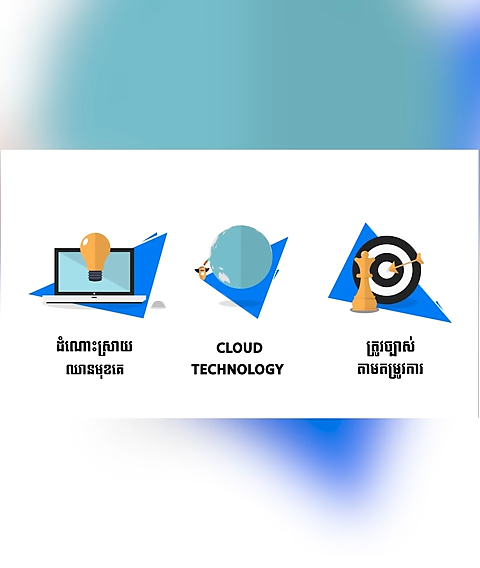 ដំណោះស្រាយ
ឈានមុខគេ
CLOUD
TECHNOLOGY
ត្រូវច្បាស់
តាមតម្រូវការ